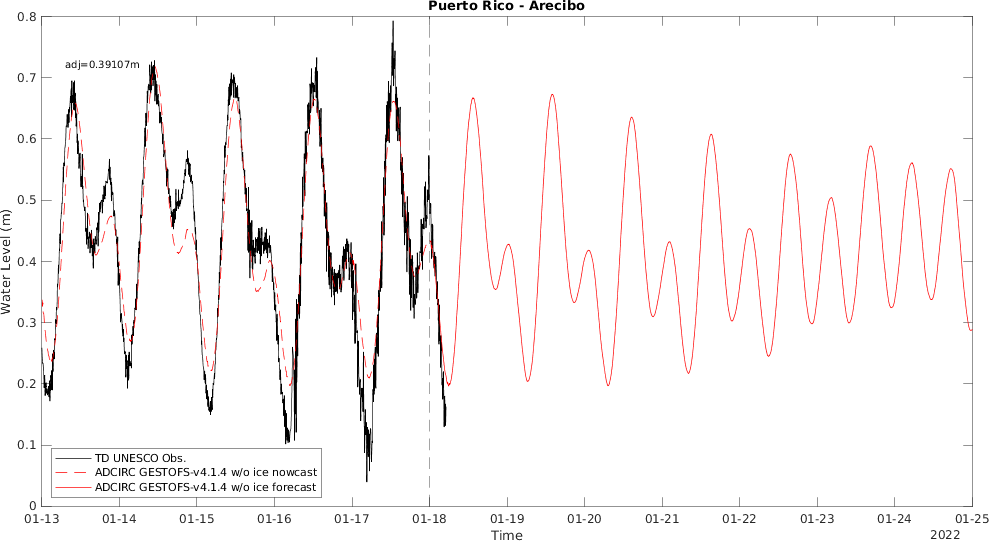 Puerto Rico - Arecibo
0.8
adj=0.39107m
0.7
0.6
0.5
0.4
0.3
0.2
0.1
0
Water Level (m)
TD UNESCO Obs.
ADCIRC GESTOFS-v4.1.4 w/o ice nowcast
ADCIRC GESTOFS-v4.1.4 w/o ice forecast
01-13 01-14 01-15 01-16 01-17 01-18 01-19 01-20 01-21 01-22 01-23 01-24 01-25
Time
2022